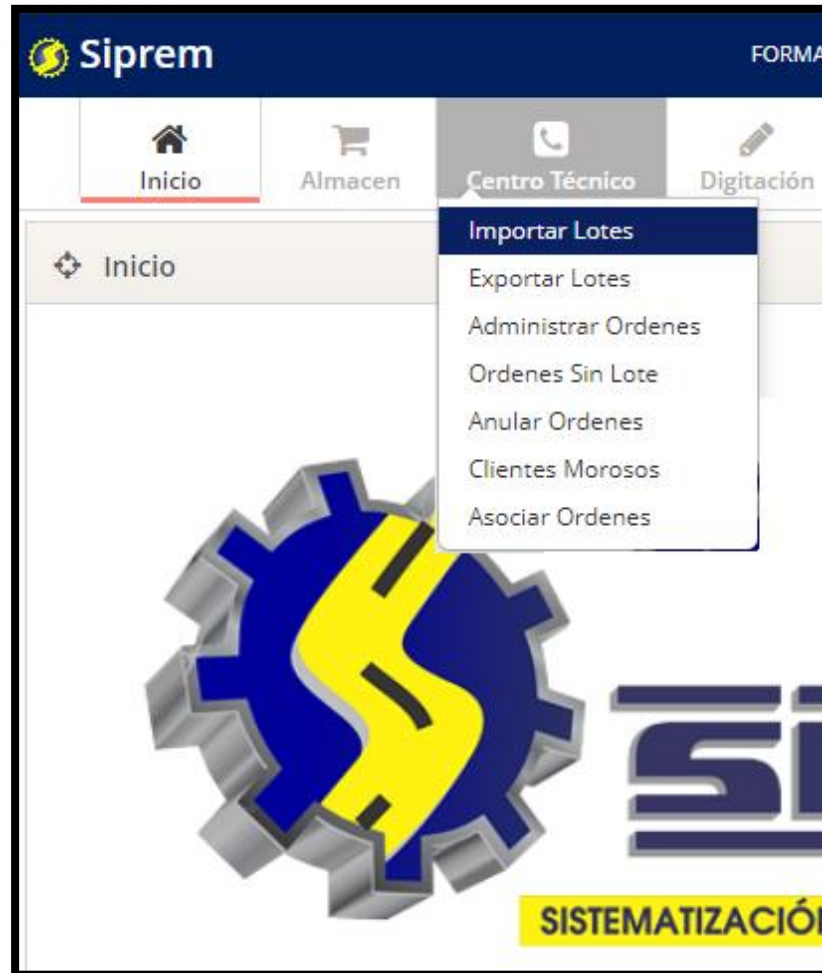 Siprem
Inicio
Almacen
Centro Técnico
Digitación
Importar Lotes
Inicio
Exportar Lotes
Administrar Ordenes
Ordenes Sin Lote
Anular Ordenes
Clientes Morosos
Asociar Ordenes